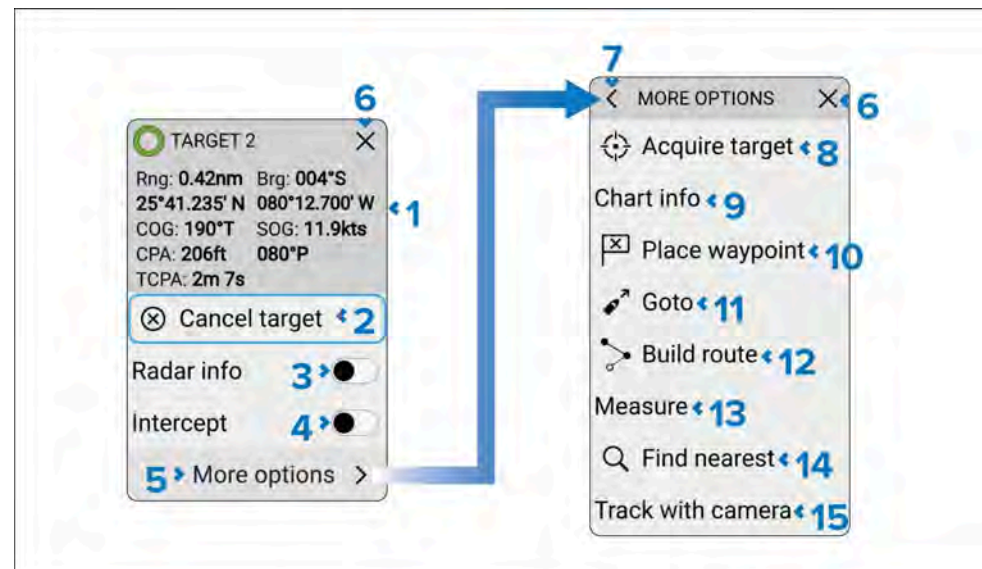 6
TARGET 2
Rng: 0.42nm Brg: 004°S
25°41.235' N 080°12.700' W
1
COG: 190°T SOG: 11.9kts
CPA: 206ft 080°P
TCPA: 2m 7s
Cancel target 2
Radar info 3
Intercept 4
5 More options
7
MORE OPTIONS 6
Acquire target 8
Chart info 9
Place waypoint 10
Goto 11
Build route 12
Measure 13
Find nearest 14
Track with camera 15